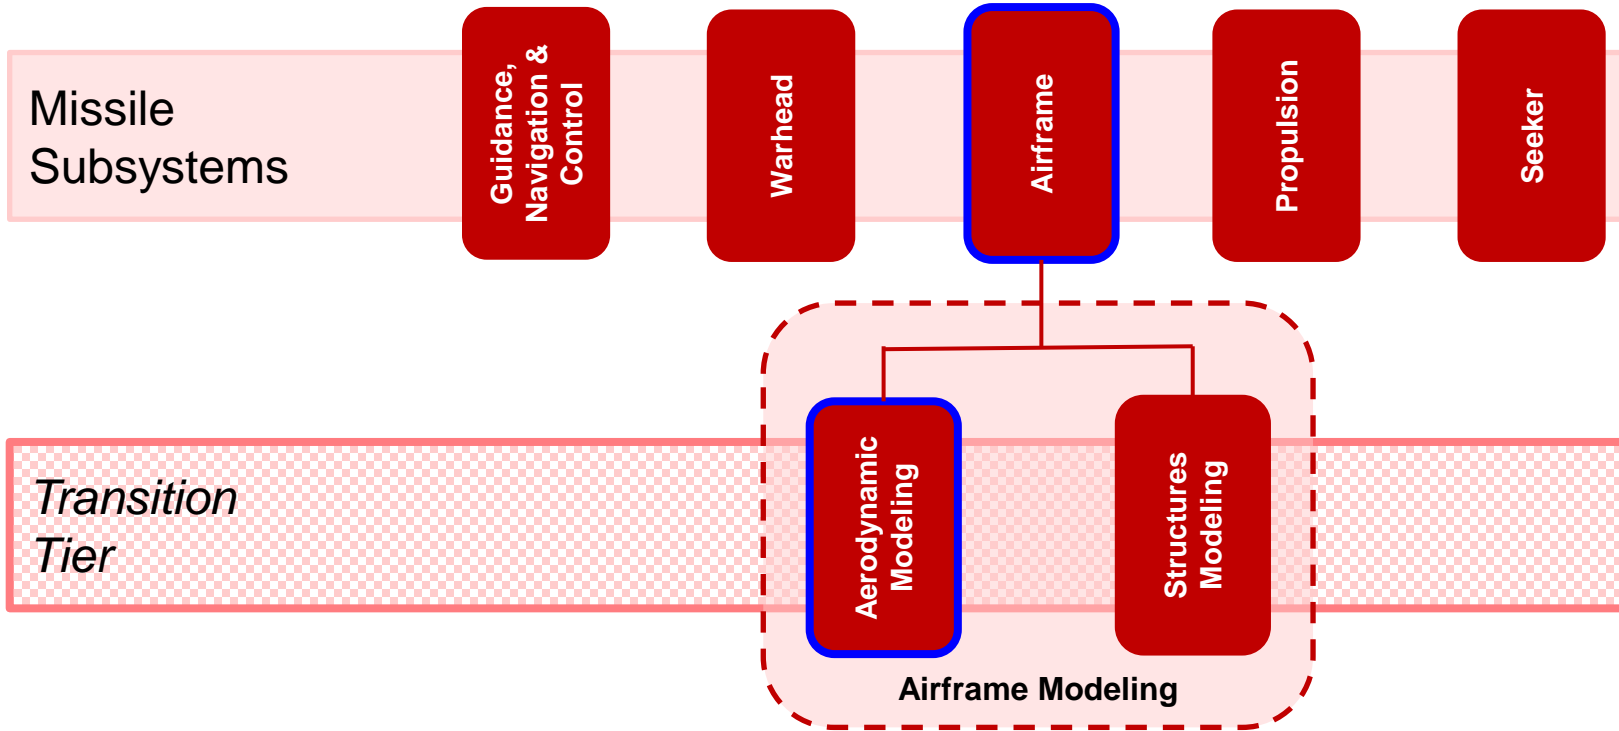 Missile
Subsystems
Guidance,
Navigation &
Control
Warhead
Airframe
Propulsion
Seeker
Transition
Tier
Aerodynamic
Modeling
Structures
Modeling
Airframe Modeling